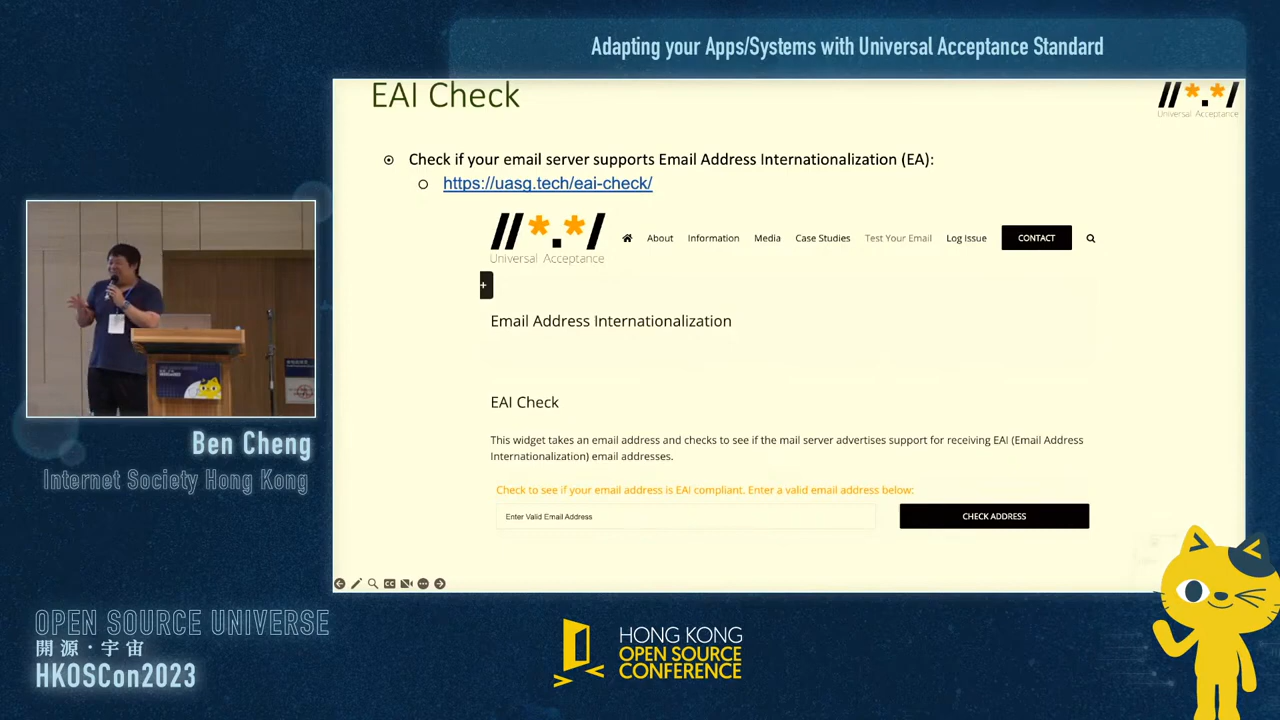 Adapting your Apps/Systems with Universal Acceptance Standard
EAI Check
//*.*/
Universal Acceptance
Check if your email server supports Email Address Internationalization (EA):
https://uasg.tech/eai-check/
//*.*/
Universal Acceptance
About Information Media Case Studies Test Your Email Log Issue CONTACT
+
Email Address Internationalization
EAI Check
This widget takes an email address and checks to see if the mail server advertises support for receiving EAI (Email Address
Internationalization) email addresses.
Check to see if your email address is EAI compliant. Enter a valid email address below:
Enter Valid Email Address
CHECK ADDRESS
CC
Ben Cheng
Internet Society Hong Kong
OPEN SOURCE UNIVERSE
開源·宇宙
HKOSCon2023
HONG KONG
OPEN SOURCE
CONFERENCE